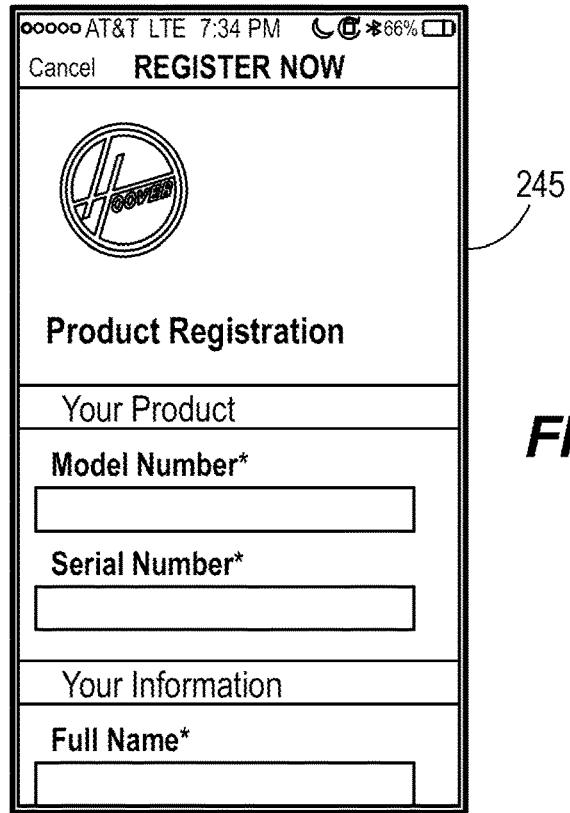 ooooo AT&T LTE 7:34 PM 66%
Cancel REGISTER NOW
HOOVER
245
Product Registration
Your Product
Model Number*
Serial Number*
Your Information
Full Name*